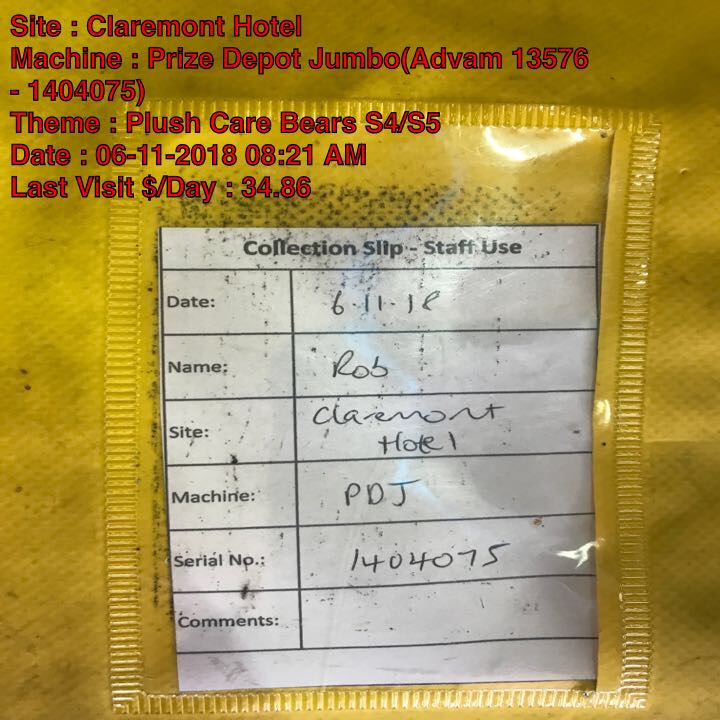 Site : Claremont Hotel
Machine : Prize Depot Jumbo(Advam 13576
- 1404075)
Theme : Plush Care Bears S4/S5
Date : 06-11-2018 08:21 AM
Last Visit $/Day : 34.86
Collection Slip - Staff Use
Date: 6.11.18
Name: Rob
Site: Claremont
Hotel
Machine: PDJ
Serial No.: 1404075
Comments: